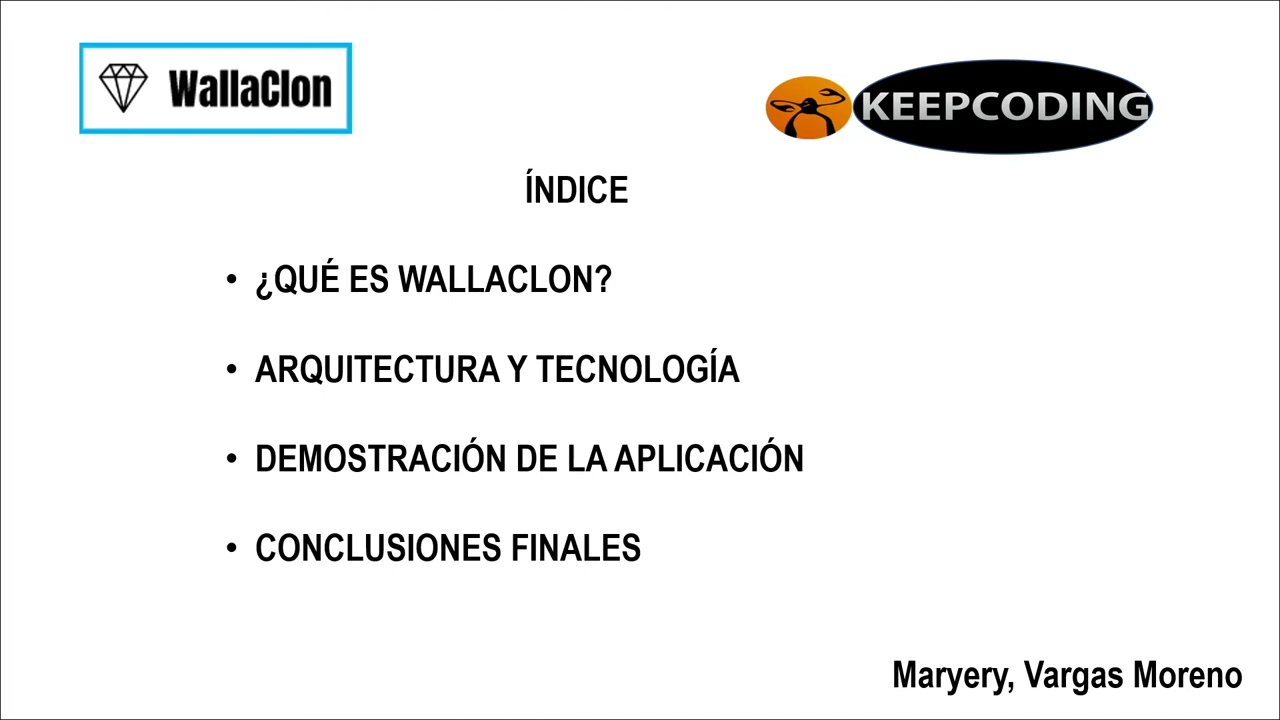 WallaClon
KEEPCODING
ÍNDICE
• ¿QUÉ ES WALLACLON?
• ARQUITECTURA Y TECNOLOGÍA
• DEMOSTRACIÓN DE LA APLICACIÓN
• CONCLUSIONES FINALES
Maryery, Vargas Moreno